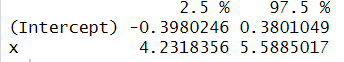 2.5 % 97.5 %
(Intercept) -0.3980246 0.3801049
x 4.2318356 5.5885017